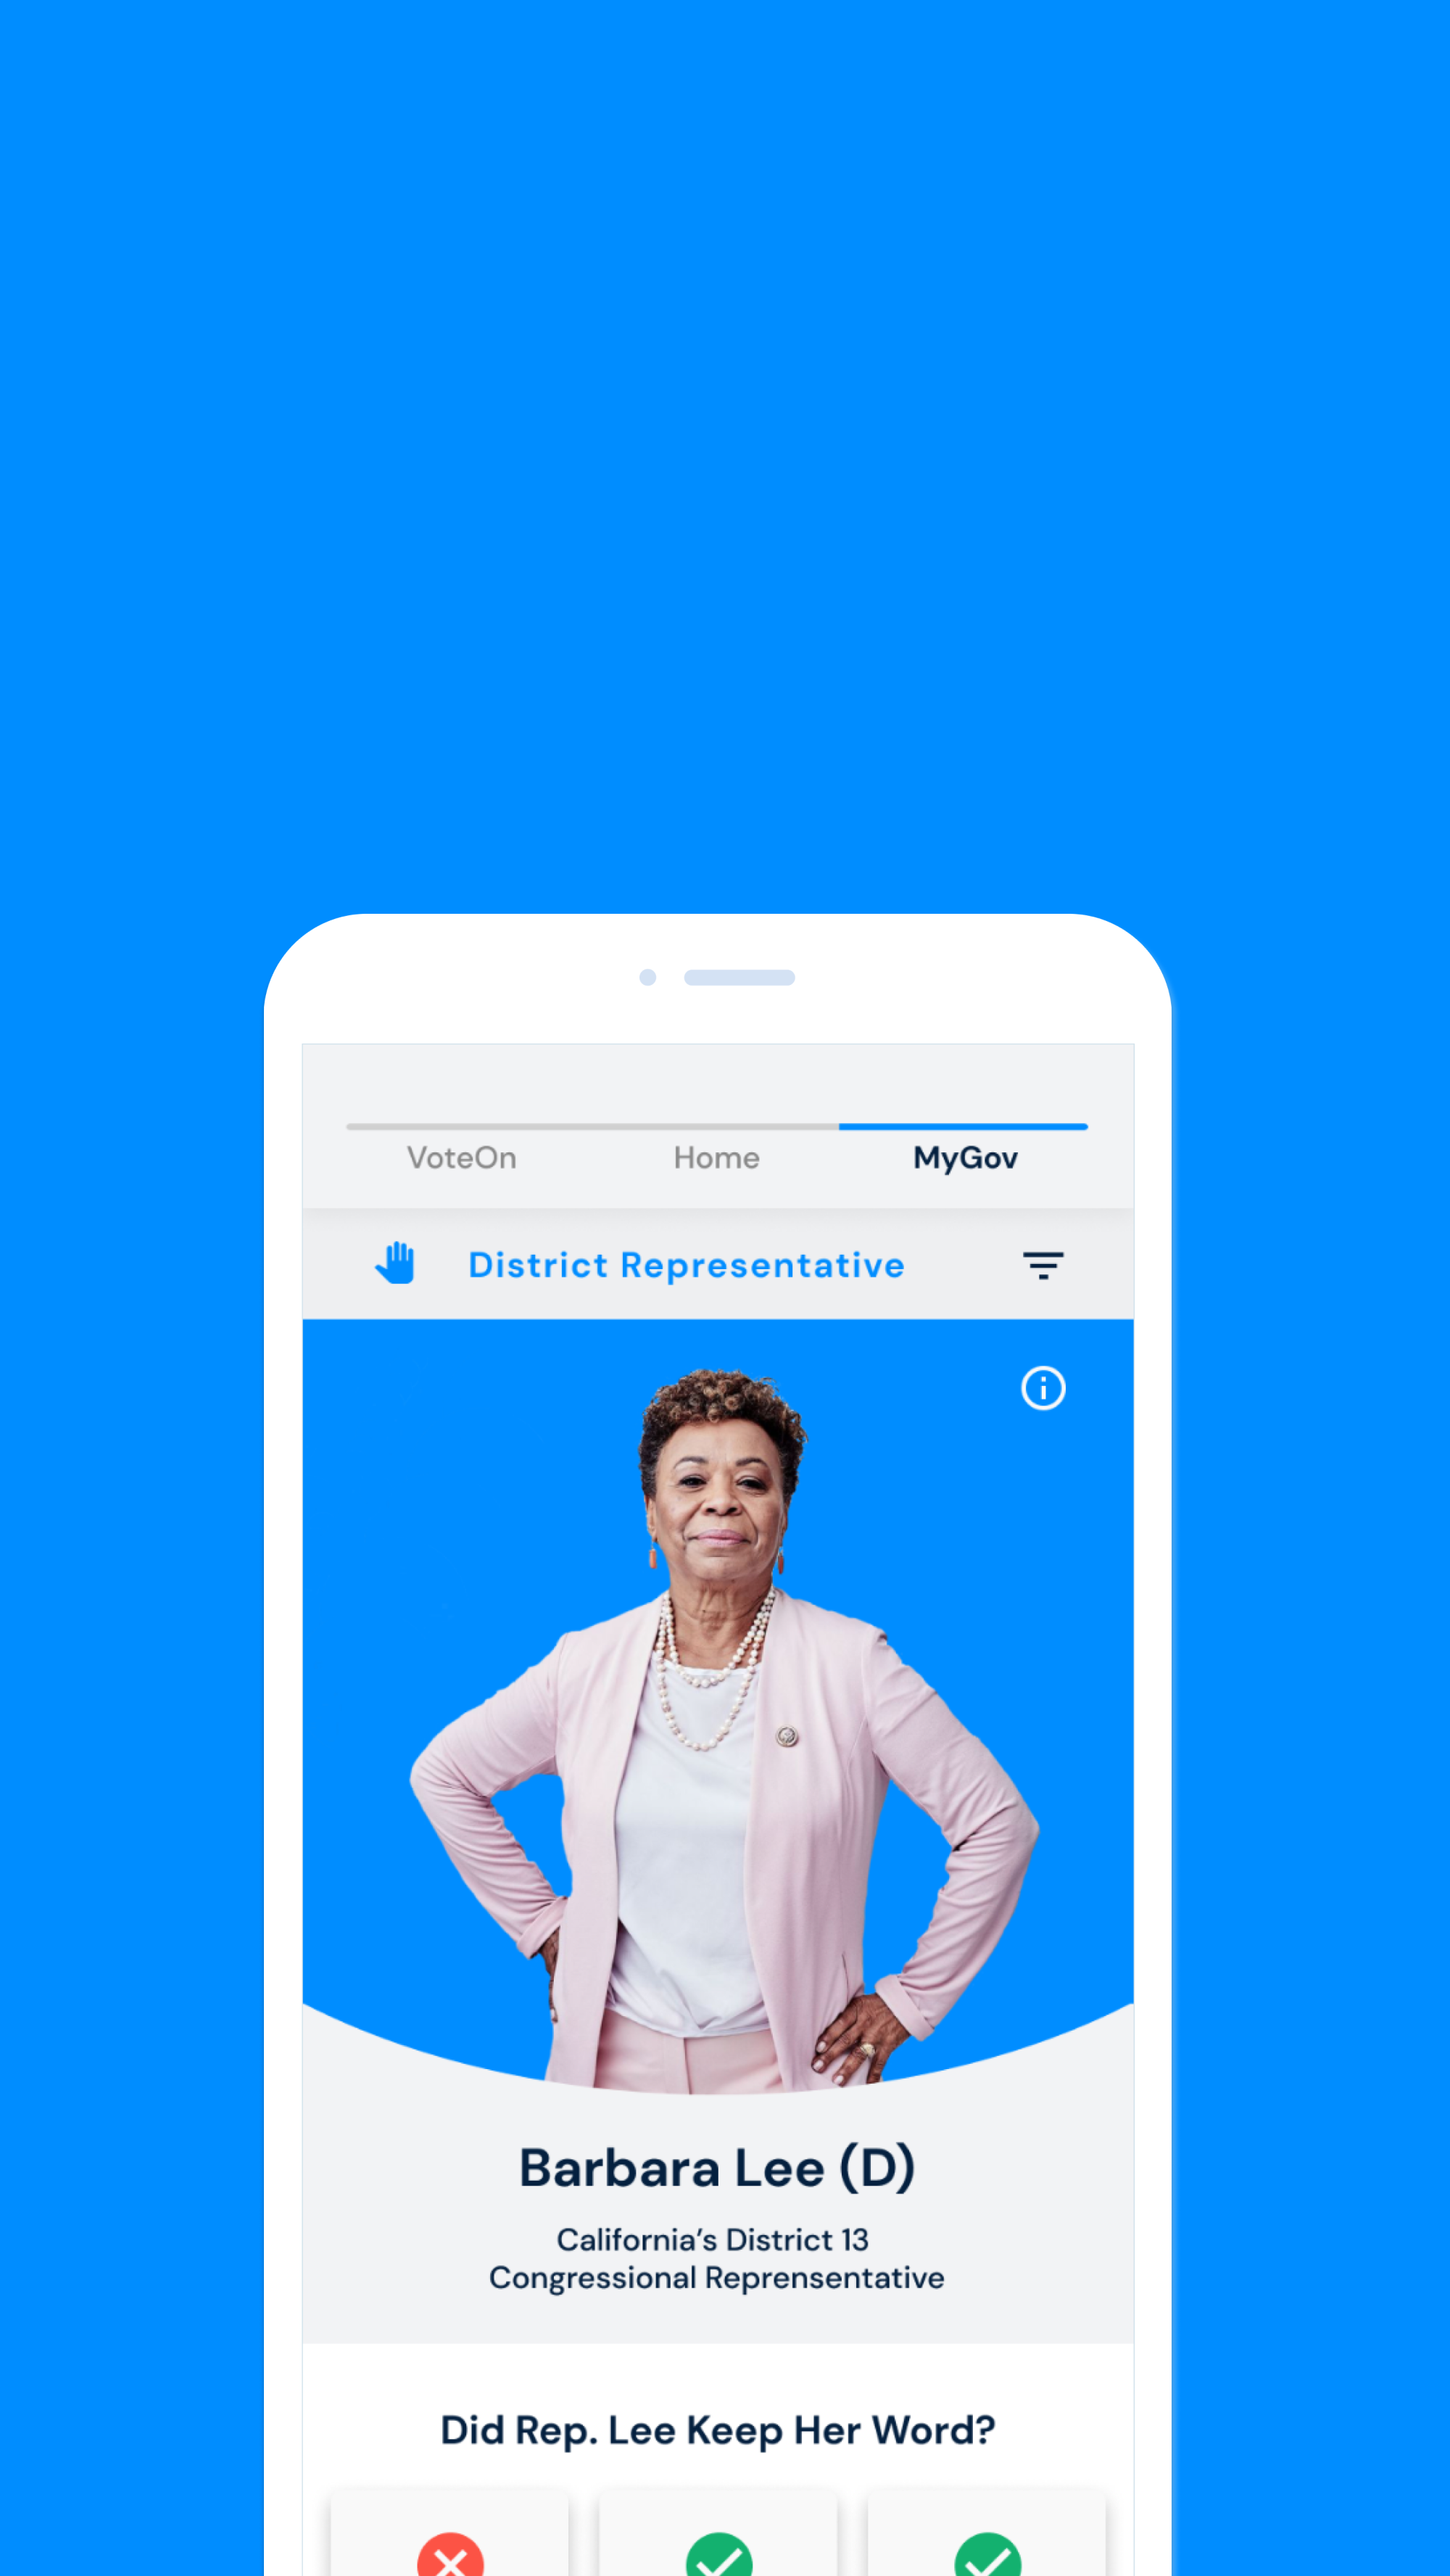 VoteOn Home MyGov
District Representative
Barbara Lee (D)
California’s District 13
Congressional Reprensentative
Did Rep. Lee Keep Her Word?